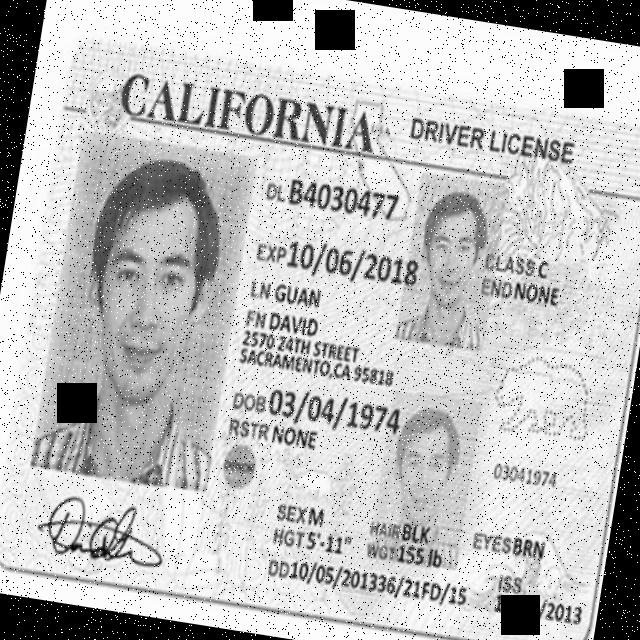 CALIFORNIA DRIVER LICENSE
DL B4030477
EXP 10/06/2018
CLASS C
END NONE
LN GUAN
FN DAVID
2570 24TH STREET
SACRAMENTO, CA 95818
DOB 03/04/1974
RSTR NONE
03041974
SEX M HAIR BLK EYES BRN
HGT 5'-11" WGT 155 lb
DD 10/05/201336/21FD/15
ISS
/2013